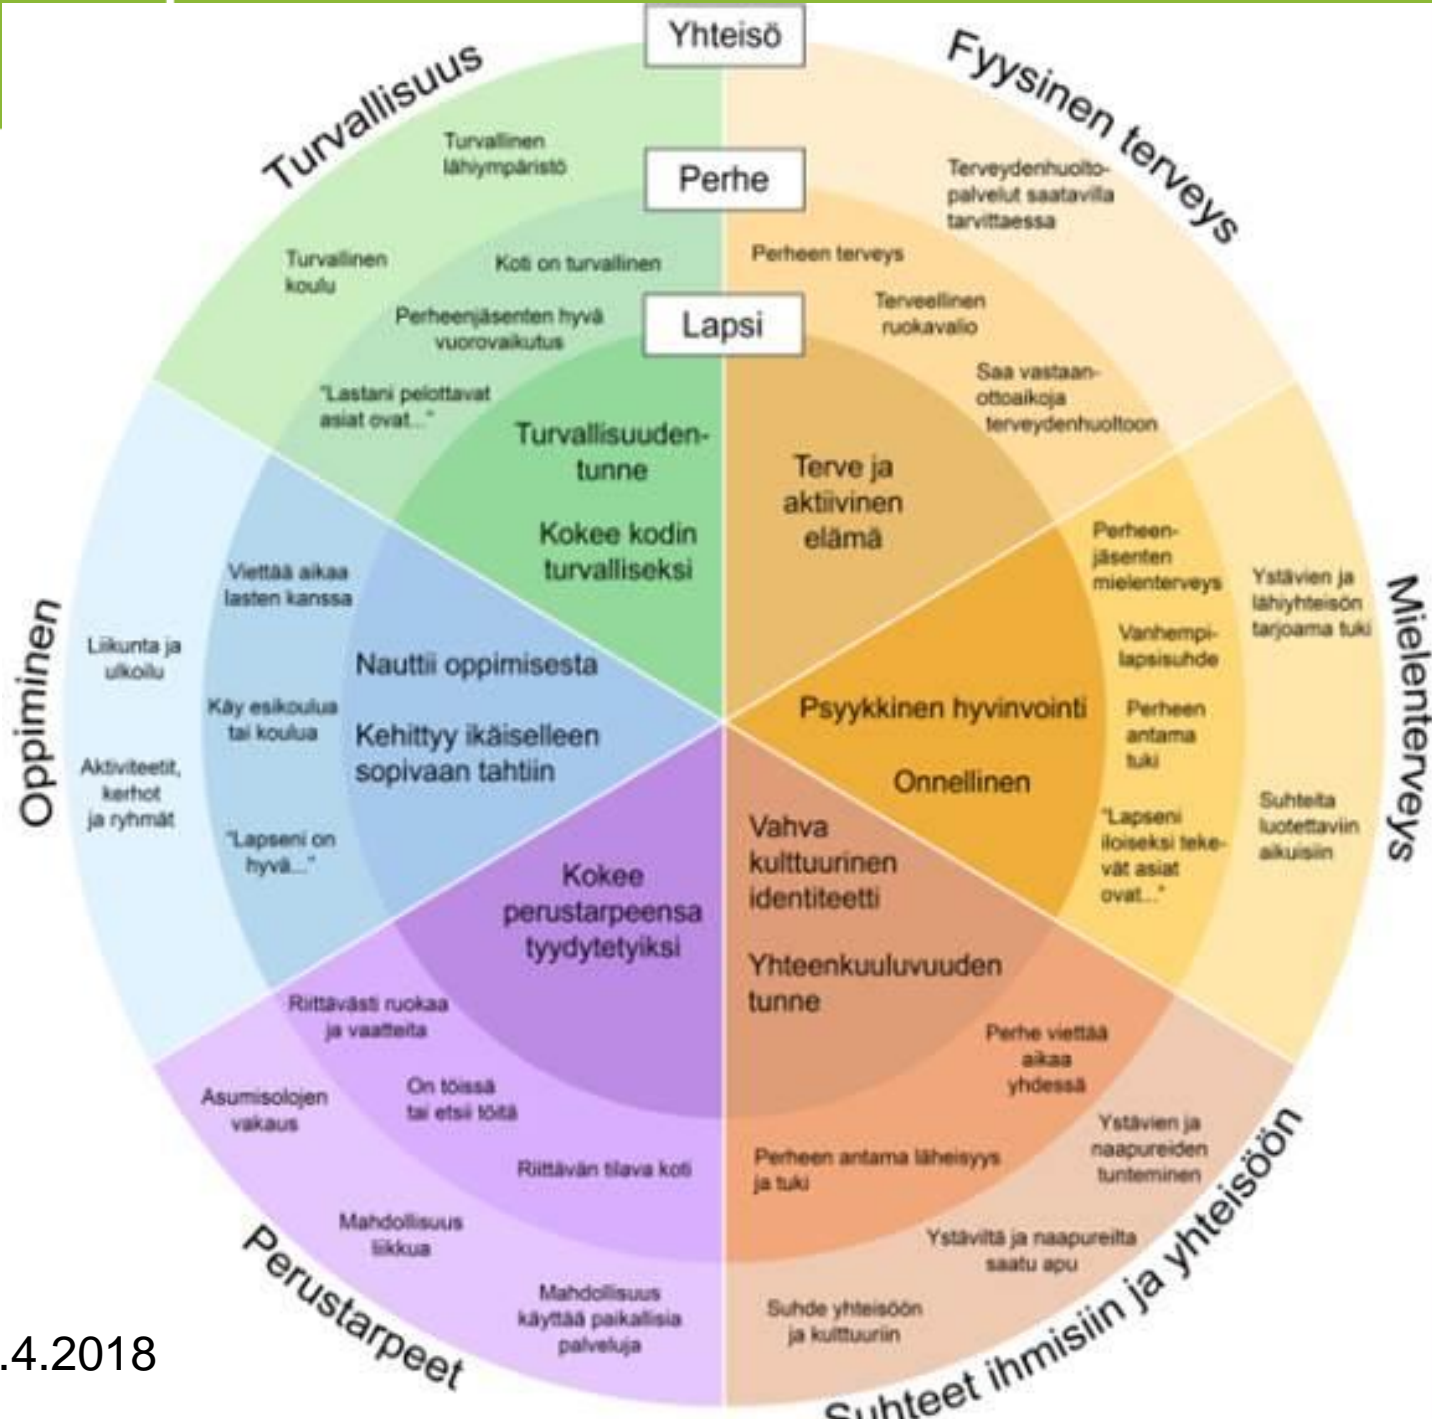 Yhteisö
Perhe
Lapsi
Turvallisuus
Turvallinen
lähiympäristö
Turvallinen
koulu
Koti on turvallinen
Perheenjäsenten hyvä
vuorovaikutus
"Lastani pelottavat
asiat ovat..."
Turvallisuuden-
tunne
Kokee kodin
turvalliseksi
Fyysinen terveys
Terveydenhuolto-
palvelut saatavilla
tarvittaessa
Perheen terveys
Terveellinen
ruokavalio
Saa vastaan-
ottoaikoja
terveydenhuoltoon
Terve ja
aktiivinen
elämä
Mielenterveys
Ystävien ja
lähiyhteisön
tarjoama tuki
Suhteita
luotettaviin
aikuisiin
Perheen-
jäsenten
mielenterveys
Vanhempi-
lapsisuhde
Perheen
antama
tuki
"Lapseni
iloiseksi teke-
vät asiat
ovat..."
Psyykkinen hyvinvointi
Onnellinen
Suhteet ihmisiin ja yhteisöön
Vahva
kulttuurinen
identiteetti
Yhteenkuuluvuuden
tunne
Perhe viettää
aikaa
yhdessä
Perheen antama läheisyys
ja tuki
Ystävien ja
naapureiden
tunteminen
Ystäviltä ja naapureilta
saatu apu
Suhde yhteisöön
ja kulttuuriin
Perustarpeet
Kokee
perustarpeensa
tyydytetyiksi
Riittävästi ruokaa
ja vaatteita
On töissä
tai etsii töitä
Riittävän tilava koti
Asumisolojen
vakaus
Mahdollisuus
liikkua
Mahdollisuus
käyttää paikallisia
palveluja
Oppiminen
Liikunta ja
ulkoilu
Aktiviteetit,
kerhot
ja ryhmät
Viettää aikaa
lasten kanssa
Käy esikoulua
tai koulua
"Lapseni on
hyvä..."
Nauttii oppimisesta
Kehittyy ikäiselleen
sopivaan tahtiin
.4.2018